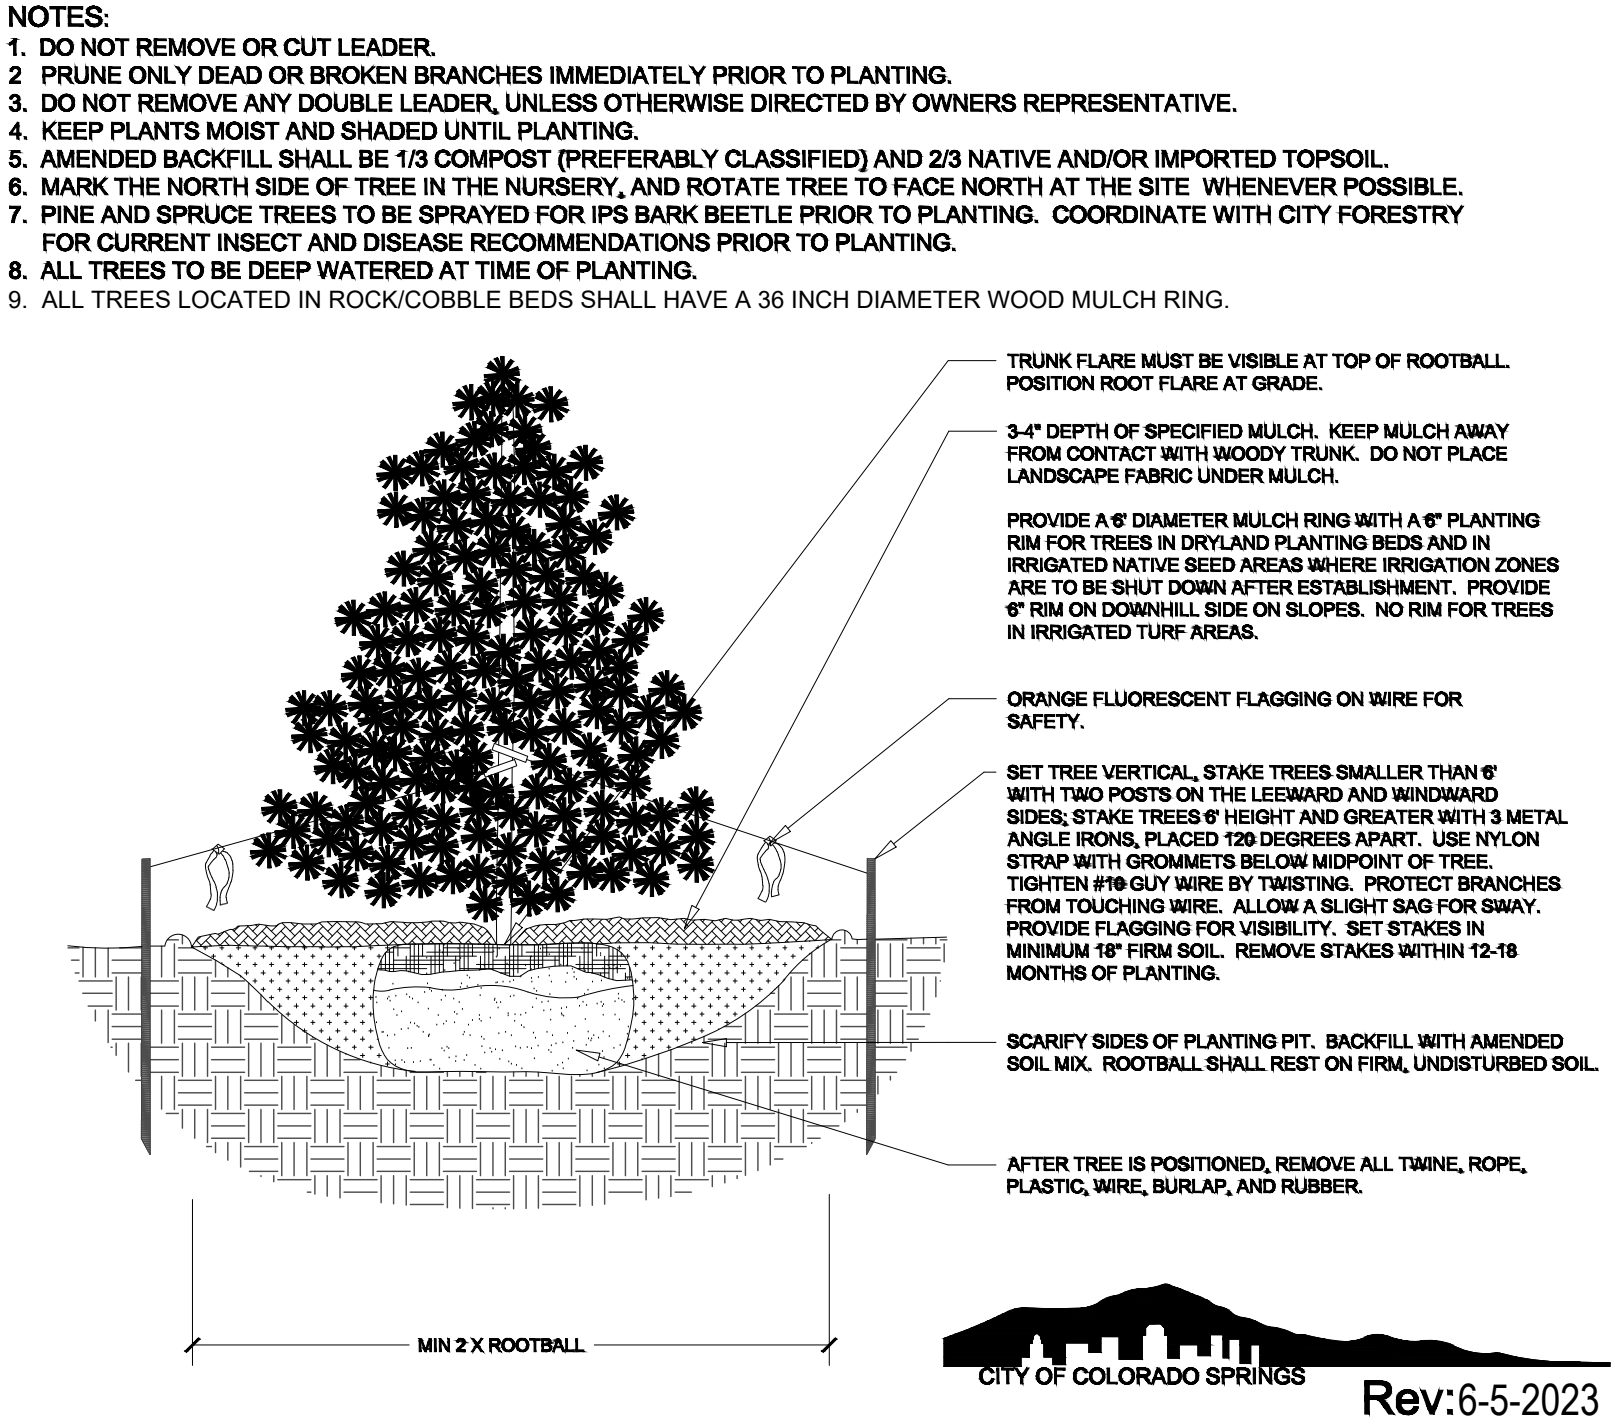 NOTES:
1. DO NOT REMOVE OR CUT LEADER.
2 PRUNE ONLY DEAD OR BROKEN BRANCHES IMMEDIATELY PRIOR TO PLANTING.
3. DO NOT REMOVE ANY DOUBLE LEADER, UNLESS OTHERWISE DIRECTED BY OWNERS REPRESENTATIVE.
4. KEEP PLANTS MOIST AND SHADED UNTIL PLANTING.
5. AMENDED BACKFILL SHALL BE 1/3 COMPOST (PREFERABLY CLASSIFIED) AND 2/3 NATIVE AND/OR IMPORTED TOPSOIL.
6. MARK THE NORTH SIDE OF TREE IN THE NURSERY, AND ROTATE TREE TO FACE NORTH AT THE SITE WHENEVER POSSIBLE.
7. PINE AND SPRUCE TREES TO BE SPRAYED FOR IPS BARK BEETLE PRIOR TO PLANTING. COORDINATE WITH CITY FORESTRY
FOR CURRENT INSECT AND DISEASE RECOMMENDATIONS PRIOR TO PLANTING.
8. ALL TREES TO BE DEEP WATERED AT TIME OF PLANTING.
9. ALL TREES LOCATED IN ROCK/COBBLE BEDS SHALL HAVE A 36 INCH DIAMETER WOOD MULCH RING.
TRUNK FLARE MUST BE VISIBLE AT TOP OF ROOTBALL.
POSITION ROOT FLARE AT GRADE.
3-4" DEPTH OF SPECIFIED MULCH. KEEP MULCH AWAY
FROM CONTACT WITH WOODY TRUNK. DO NOT PLACE
LANDSCAPE FABRIC UNDER MULCH.
PROVIDE A 6' DIAMETER MULCH RING WITH A 6" PLANTING
RIM FOR TREES IN DRYLAND PLANTING BEDS AND IN
IRRIGATED NATIVE SEED AREAS WHERE IRRIGATION ZONES
ARE TO BE SHUT DOWN AFTER ESTABLISHMENT. PROVIDE
6" RIM ON DOWNHILL SIDE ON SLOPES. NO RIM FOR TREES
IN IRRIGATED TURF AREAS.
ORANGE FLUORESCENT FLAGGING ON WIRE FOR
SAFETY.
SET TREE VERTICAL, STAKE TREES SMALLER THAN 6'
WITH TWO POSTS ON THE LEEWARD AND WINDWARD
SIDES; STAKE TREES 6' HEIGHT AND GREATER WITH 3 METAL
ANGLE IRONS, PLACED 120 DEGREES APART. USE NYLON
STRAP WITH GROMMETS BELOW MIDPOINT OF TREE.
TIGHTEN #10 GUY WIRE BY TWISTING. PROTECT BRANCHES
FROM TOUCHING WIRE. ALLOW A SLIGHT SAG FOR SWAY.
PROVIDE FLAGGING FOR VISIBILITY. SET STAKES IN
MINIMUM 18" FIRM SOIL. REMOVE STAKES WITHIN 12-18
MONTHS OF PLANTING.
SCARIFY SIDES OF PLANTING PIT. BACKFILL WITH AMENDED
SOIL MIX. ROOTBALL SHALL REST ON FIRM, UNDISTURBED SOIL.
AFTER TREE IS POSITIONED, REMOVE ALL TWINE, ROPE,
PLASTIC, WIRE, BURLAP, AND RUBBER.
MIN 2 X ROOTBALL
CITY OF COLORADO SPRINGS
Rev:6-5-2023